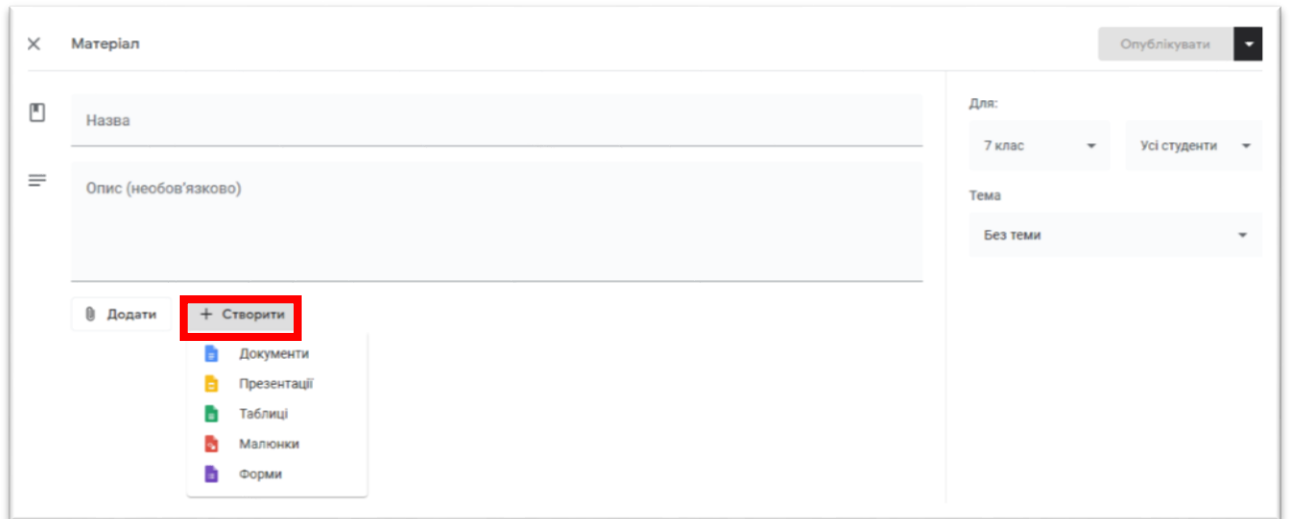 Матеріал
Опублікувати
Назва
Опис (необов'язково)
Додати
+ Створити
Документи
Презентації
Таблиці
Малюнки
Форми
Для:
7 клас
Усі студенти
Тема
Без теми